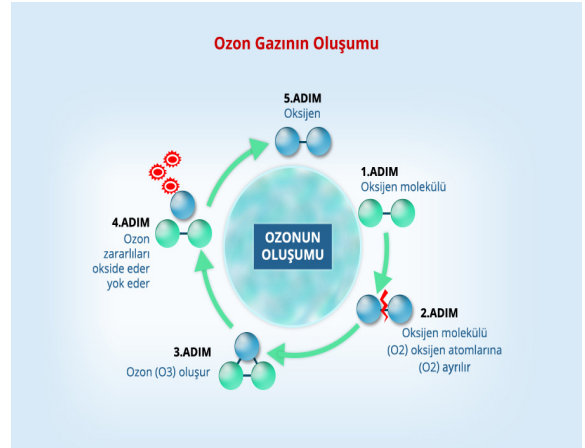 Ozon Gazının Oluşumu
5.ADIM
Oksijen
1.ADIM
Oksijen molekülü
4.ADIM
Ozon
zararlıları
okside eder
yok eder
OZONUN
OLUŞUMU
2.ADIM
Oksijen molekülü
(O2) oksijen atomlarına
(O2) ayrılır
3.ADIM
Ozon (O3) oluşur